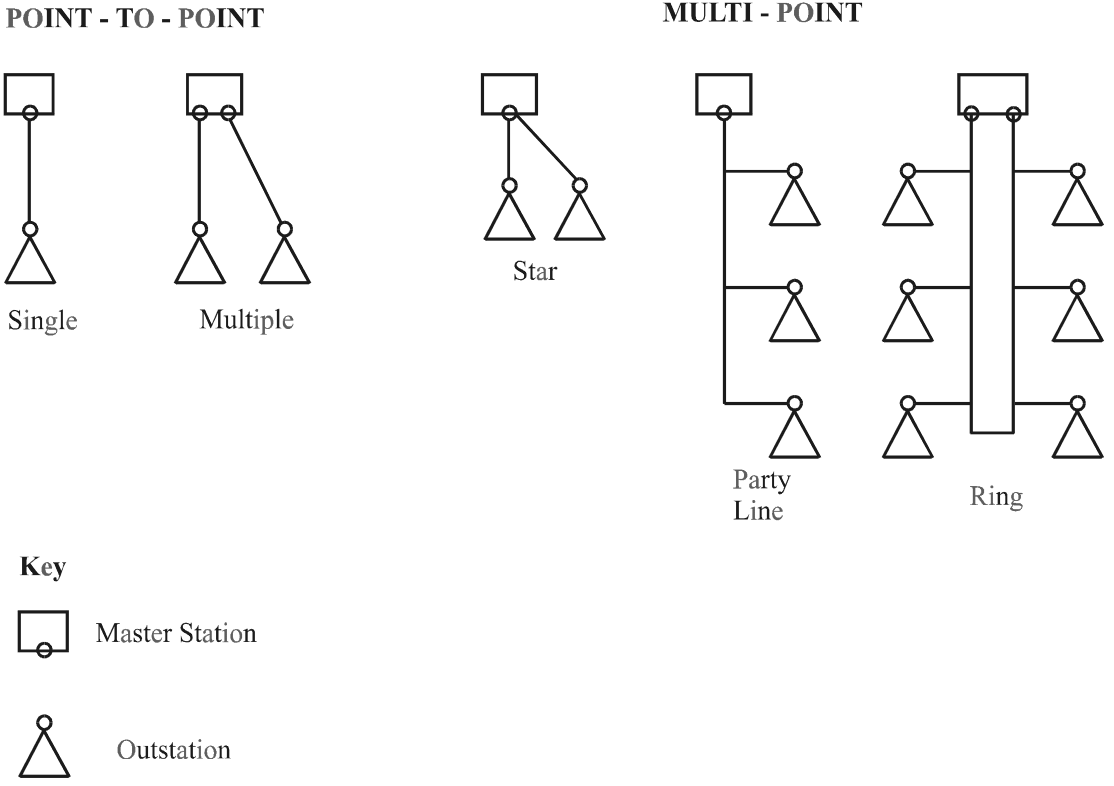 POINT - TO - POINT
MULTI - POINT
Single
Multiple
Star
Party
Line
Ring
Key
Master Station
Outstation